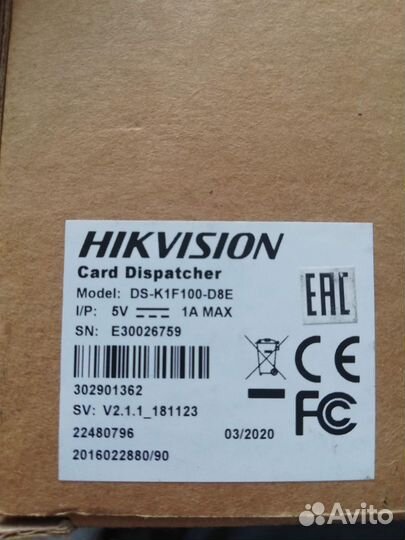 HIKVISION
Card Dispatcher
Model: DS-K1F100-D8E
I/P: 5V 1A MAX
SN: E30026759
EAC
CE
FC
302901362
SV: V2.1.1_181123
22480796 03/2020
2016022880/90
Avito